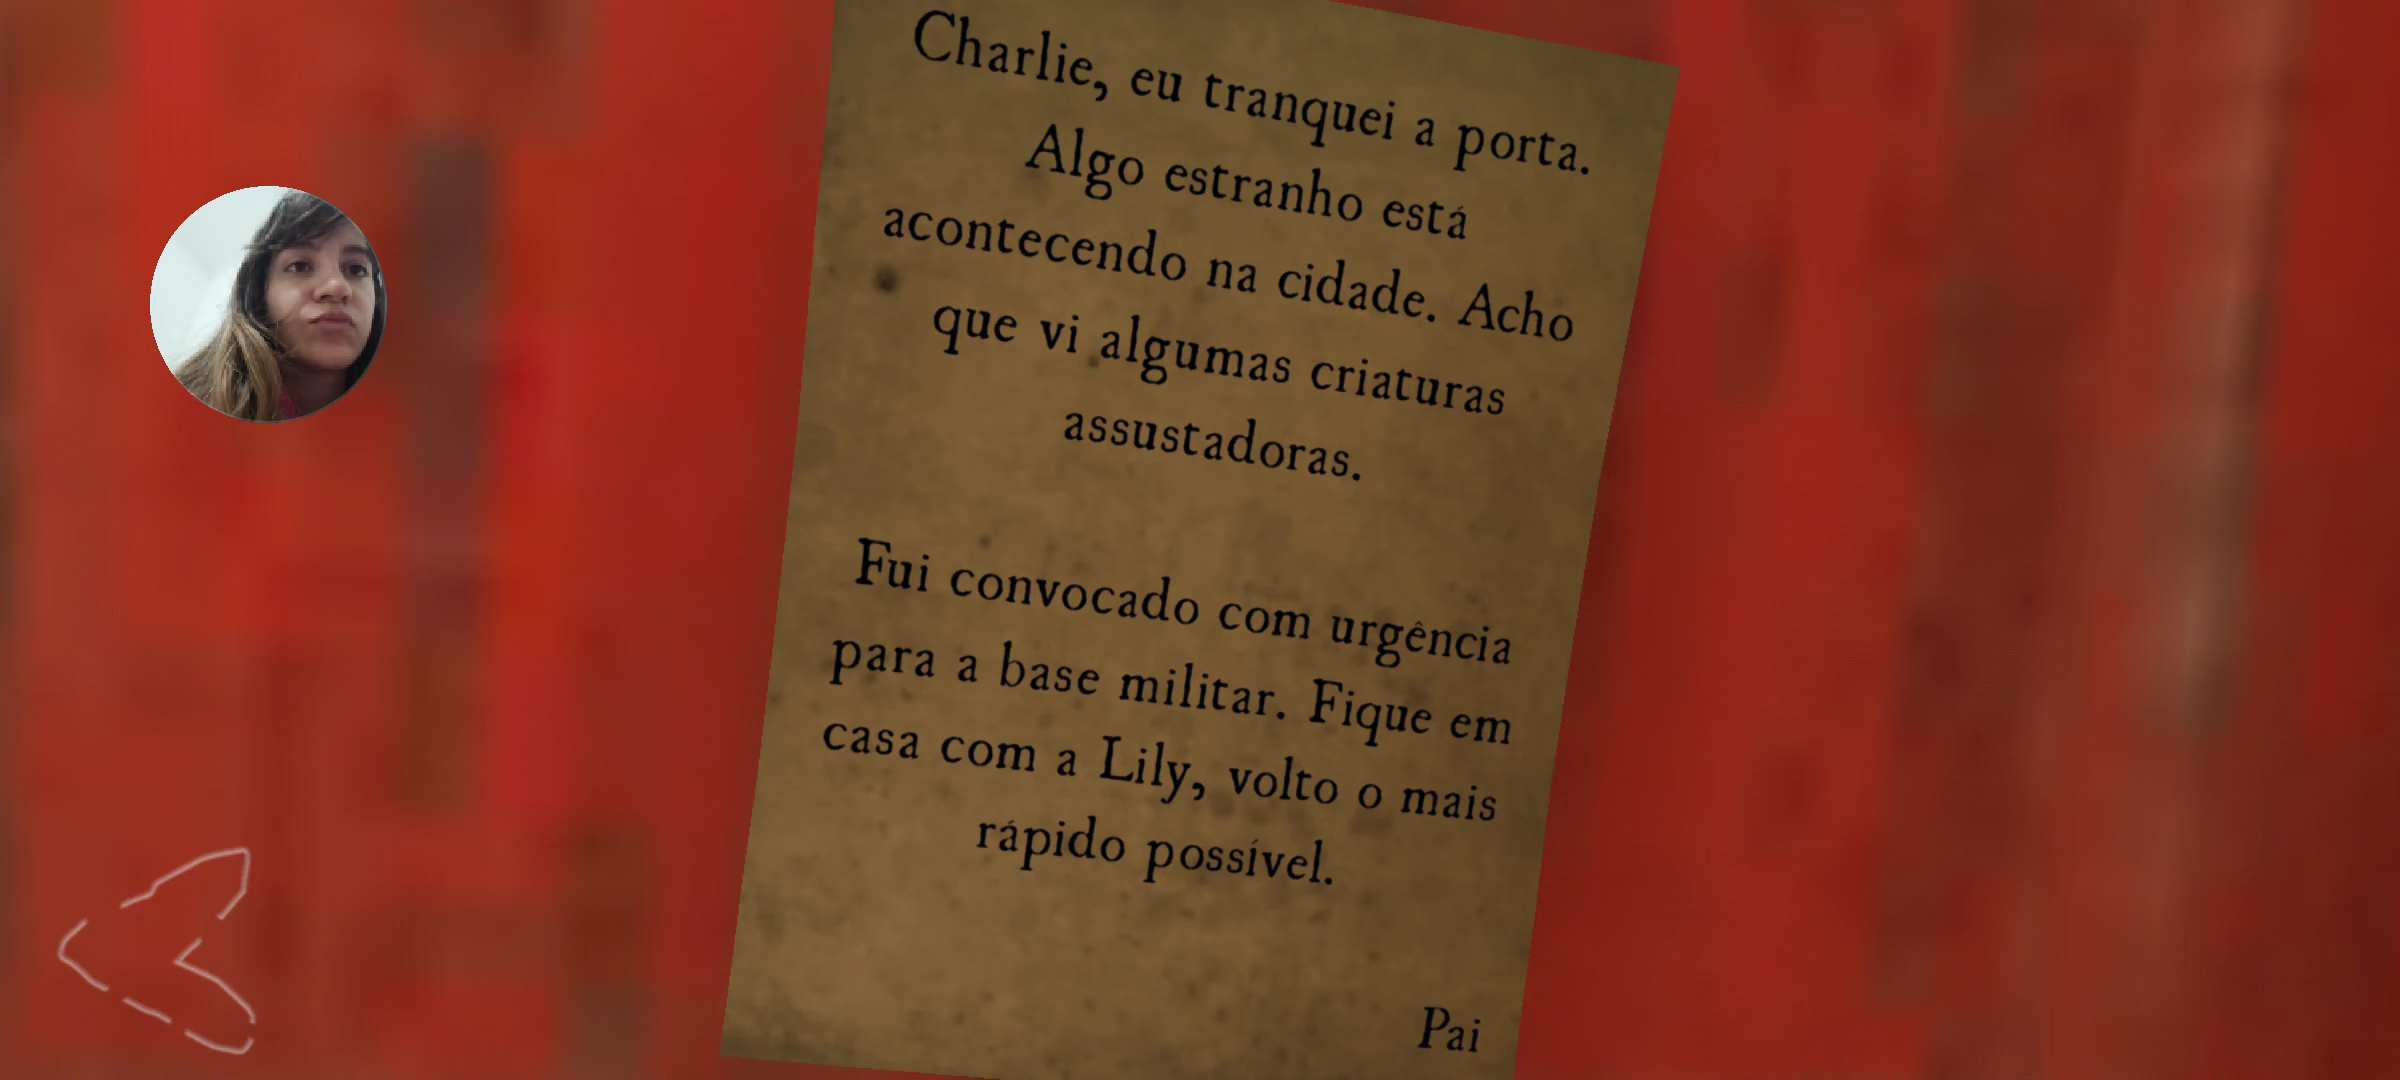 Charlie, eu tranquei a porta.
Algo estranho está
acontecendo na cidade. Acho
que vi algumas criaturas
assustadoras.
Fui convocado com urgência
para a base militar. Fique em
casa com a Lily, volto o mais
rápido possível.
Pai